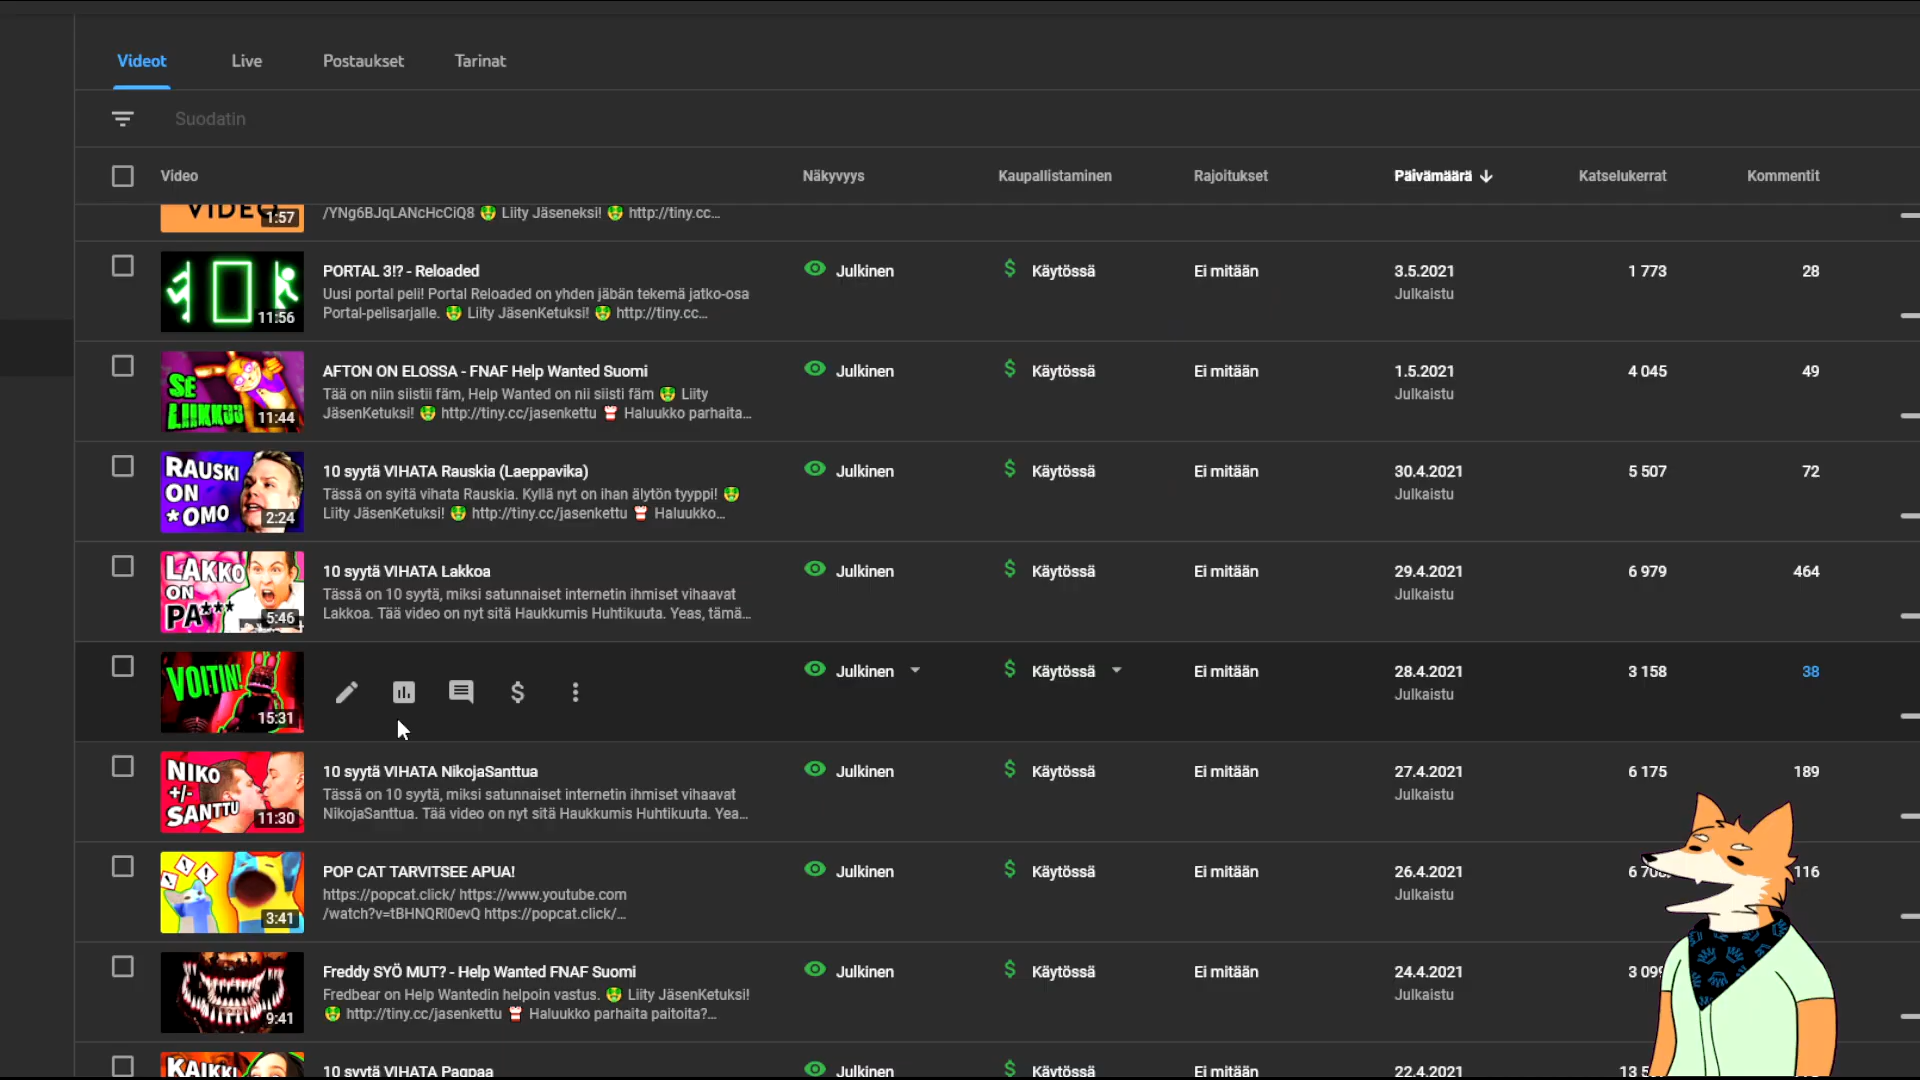 Videot Live Postaukset Tarinat
Suodatin
Video Näkyvyys Kaupallistaminen Rajoitukset Päivämäärä Katselukerrat Kommentit
VIDEO 1:57 /YNg6BJqLANcHcCiQ8 Liity Jäseneksi! http://tiny.cc...
PORTAL 3!? - Reloaded Julkinen $ Käytössä Ei mitään 3.5.2021 1 773 28
Uusi portal peli! Portal Reloaded on yhden jäbän tekemä jatko-osa Julkaistu
11:56 Portal-pelisarjalle. Liity JäsenKetuksi! http://tiny.cc...
AFTON ON ELOSSA - FNAF Help Wanted Suomi Julkinen $ Käytössä Ei mitään 1.5.2021 4 045 49
SE Tää on niin siistii fäm, Help Wanted on nii siisti fäm Liity Julkaistu
11:44 JäsenKetuksi! http://tiny.cc/jasenkettu Haluukko parhaita...
RAUSKI 10 syytä VIHATA Rauskia (Laeppavika) Julkinen $ Käytössä Ei mitään 30.4.2021 5 507 72
ON Tässä on syitä vihata Rauskia. Kyllä nyt on ihan älytön tyyppi! Julkaistu
*OMO 2:24 Liity JäsenKetuksi! http://tiny.cc/jasenkettu Haluukko...
LAKKO 10 syytä VIHATA Lakkoa Julkinen $ Käytössä Ei mitään 29.4.2021 6 979 464
ON Tässä on 10 syytä, miksi satunnaiset internetin ihmiset vihaavat Julkaistu
PA*** 5:46 Lakkoa. Tää video on nyt sitä Haukkumis Huhtikuuta. Yeas, tämä...
VOITIN! Julkinen $ Käytössä Ei mitään 28.4.2021 3 158 38
$ Julkaistu
15:31
NIKO 10 syytä VIHATA NikojaSanttua Julkinen $ Käytössä Ei mitään 27.4.2021 6 175 189
+/- Tässä on 10 syytä, miksi satunnaiset internetin ihmiset vihaavat Julkaistu
SANTTU 11:30 NikojaSanttua. Tää video on nyt sitä Haukkumis Huhtikuuta. Yea...
POP CAT TARVITSEE APUA! Julkinen $ Käytössä Ei mitään 26.4.2021 116
https://popcat.click/ https://www.youtube.com Julkaistu
3:41 /watch?v=tBHNQRI0evQ https://popcat.click/...
Freddy SYÖ MUT? - Help Wanted FNAF Suomi Julkinen $ Käytössä Ei mitään 24.4.2021 3 09
Fredbear on Help Wantedin helpoin vastus. Liity JäsenKetuksi! Julkaistu
9:41 http://tiny.cc/jasenkettu Haluukko parhaita paitoita?...
KAIKKI 10 syytä VIHATA Paqpaa Julkinen $ Käytössä Ei mitään 22.4.2021 13 5